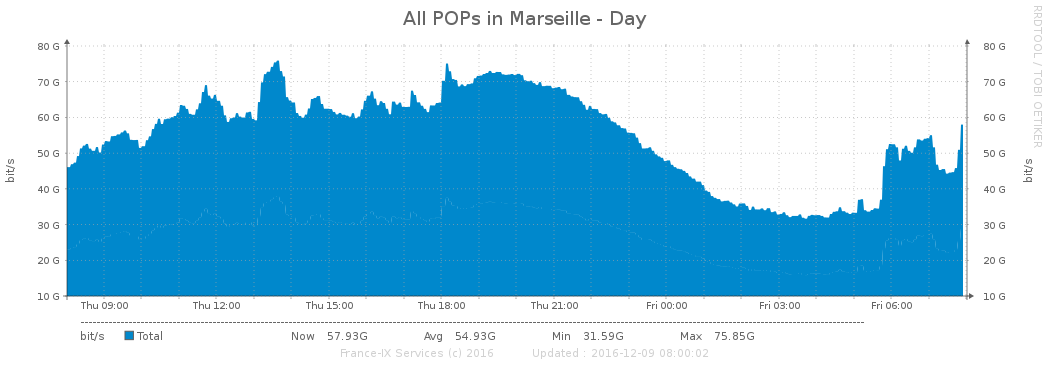 All POPs in Marseille - Day
RRDTOOL / TOBI OETIKER
80 G 80 G
70 G 70 G
60 G 60 G
50 G 50 G
40 G 40 G
30 G 30 G
20 G 20 G
10 G 10 G
bit/s
bit/s
Thu 09:00 Thu 12:00 Thu 15:00 Thu 18:00 Thu 21:00 Fri 00:00 Fri 03:00 Fri 06:00
bit/s Total Now 57.93G Avg 54.93G Min 31.59G Max 75.85G
France-IX Services (c) 2016 Updated : 2016-12-09 08:00:02